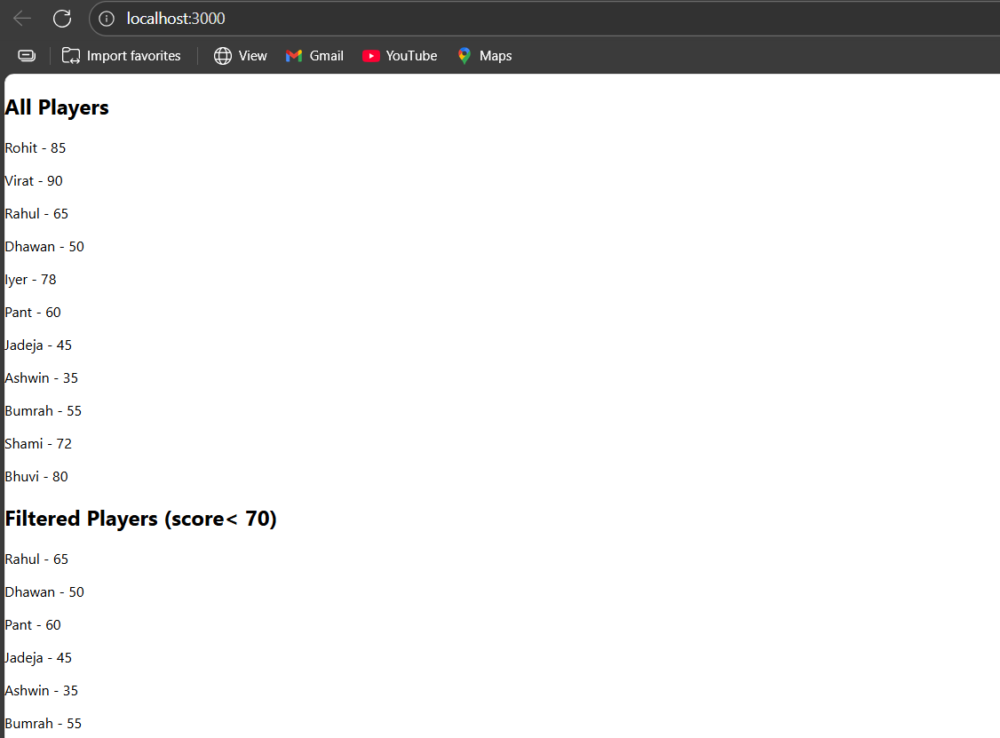 localhost:3000
Import favorites View Gmail YouTube Maps
All Players
Rohit - 85
Virat - 90
Rahul - 65
Dhawan - 50
Iyer - 78
Pant - 60
Jadeja - 45
Ashwin - 35
Bumrah - 55
Shami - 72
Bhuvi - 80
Filtered Players (score< 70)
Rahul - 65
Dhawan - 50
Pant - 60
Jadeja - 45
Ashwin - 35
Bumrah - 55